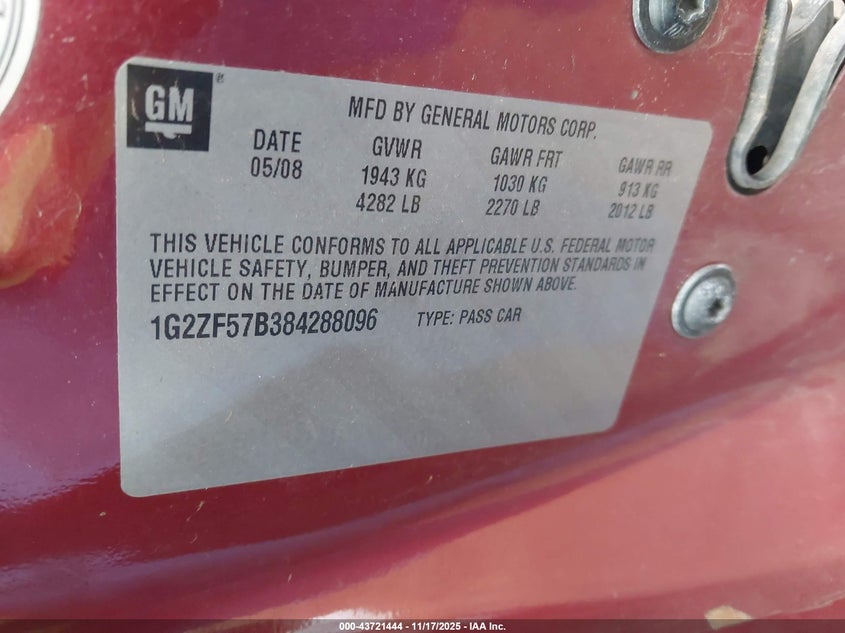 GM®
MFD BY GENERAL MOTORS CORP.
DATE GVWR GAWR FRT GAWR RR
05/08 1943 KG 1030 KG 913 KG
4282 LB 2270 LB 2012 LB
THIS VEHICLE CONFORMS TO ALL APPLICABLE U.S. FEDERAL MOTOR
VEHICLE SAFETY, BUMPER, AND THEFT PREVENTION STANDARDS IN
EFFECT ON THE DATE OF MANUFACTURE SHOWN ABOVE.
1G2ZF57B384288096 TYPE: PASS CAR
000-43721444 - 11/17/2025 - IAA Inc.